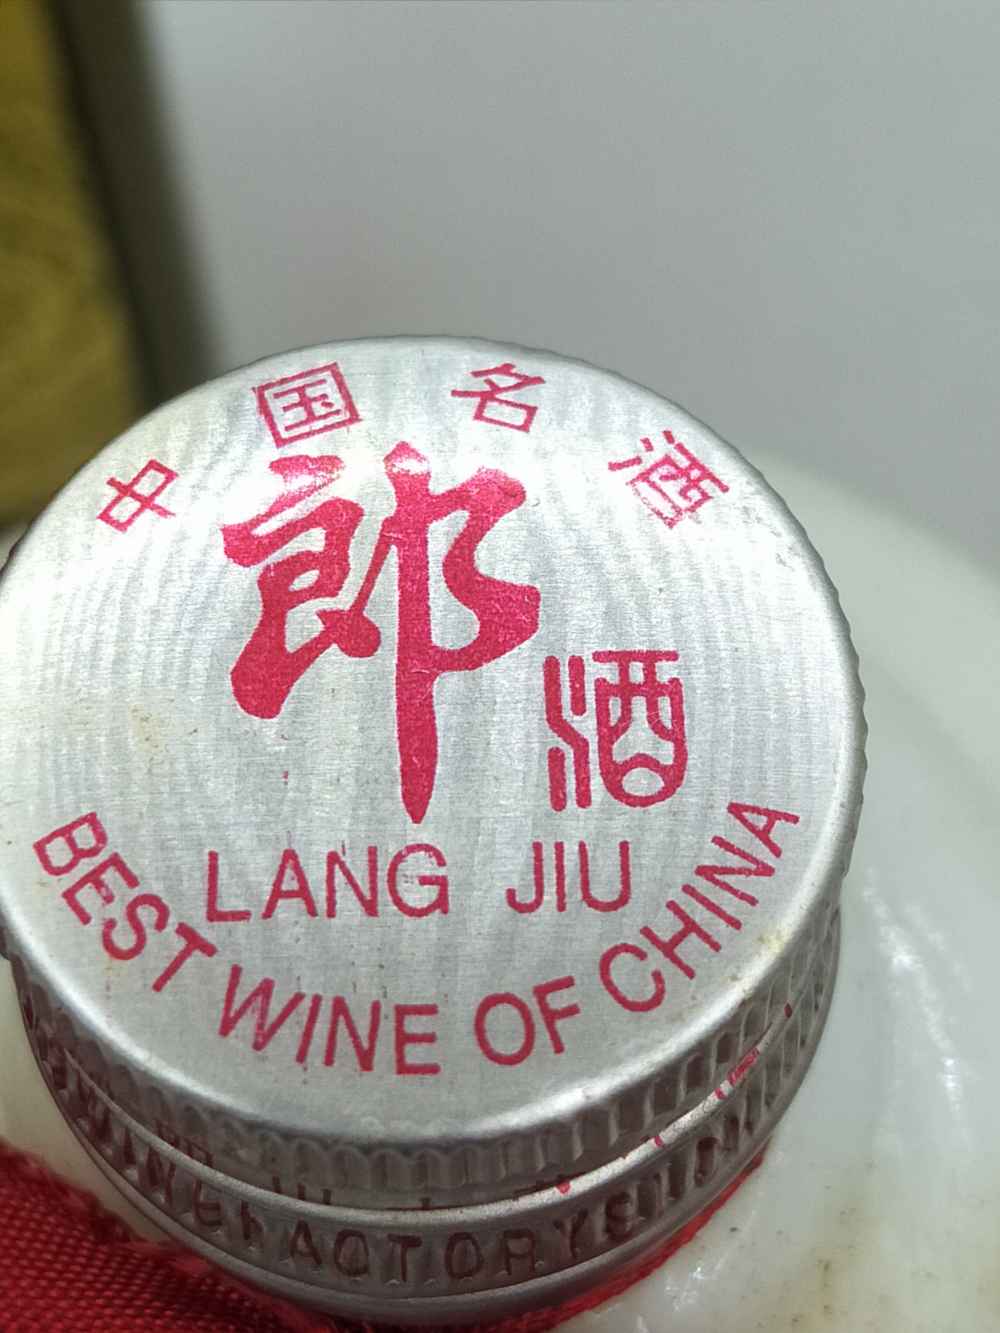 中国名酒
郎
酒
LANG JIU
BEST WINE OF CHINA
FACTORY